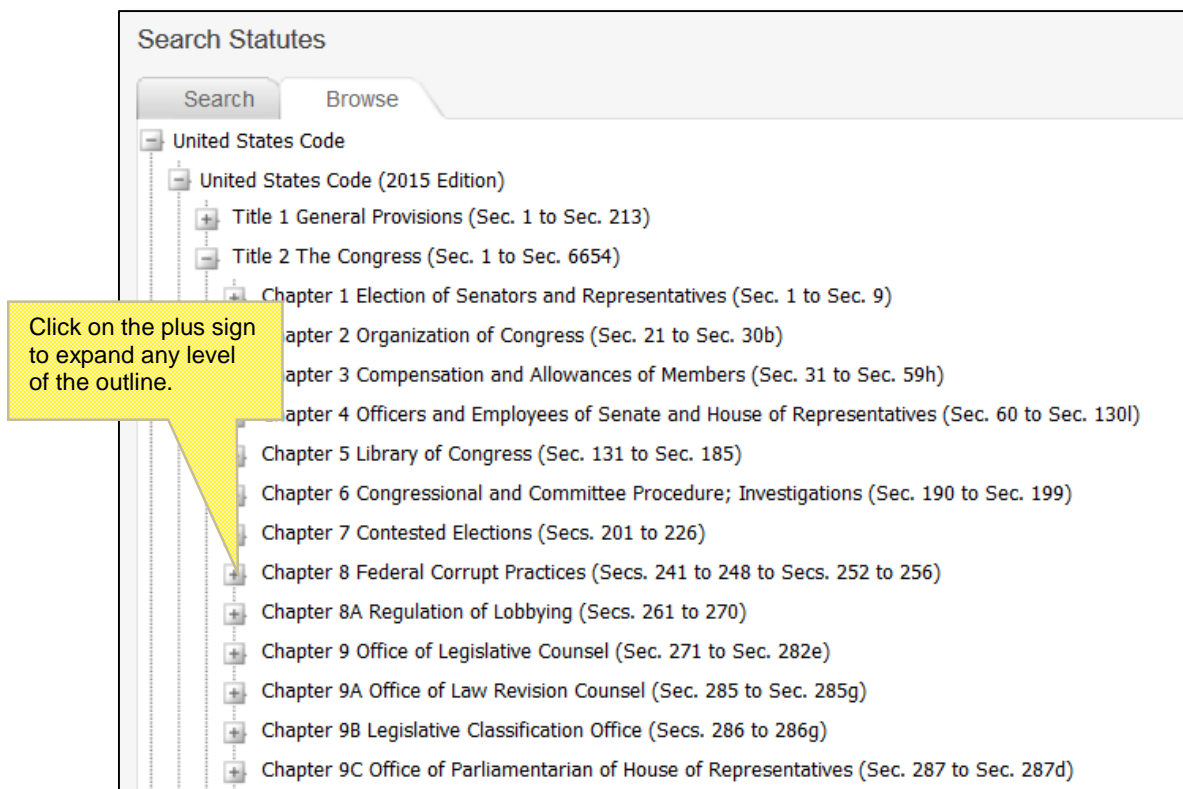 Search Statutes
Search
Browse
United States Code
United States Code (2015 Edition)
Title 1 General Provisions (Sec. 1 to Sec. 213)
Title 2 The Congress (Sec. 1 to Sec. 6654)
Chapter 1 Election of Senators and Representatives (Sec. 1 to Sec. 9)
Click on the plus sign
to expand any level
of the outline.
hapter 2 Organization of Congress (Sec. 21 to Sec. 30b)
hapter 3 Compensation and Allowances of Members (Sec. 31 to Sec. 59h)
Chapter 4 Officers and Employees of Senate and House of Representatives (Sec. 60 to Sec. 130l)
Chapter 5 Library of Congress (Sec. 131 to Sec. 185)
Chapter 6 Congressional and Committee Procedure; Investigations (Sec. 190 to Sec. 199)
Chapter 7 Contested Elections (Secs. 201 to 226)
Chapter 8 Federal Corrupt Practices (Secs. 241 to 248 to Secs. 252 to 256)
Chapter 8A Regulation of Lobbying (Secs. 261 to 270)
Chapter 9 Office of Legislative Counsel (Sec. 271 to Sec. 282e)
Chapter 9A Office of Law Revision Counsel (Sec. 285 to Sec. 285g)
Chapter 9B Legislative Classification Office (Secs. 286 to 286g)
Chapter 9C Office of Parliamentarian of House of Representatives (Sec. 287 to Sec. 287d)